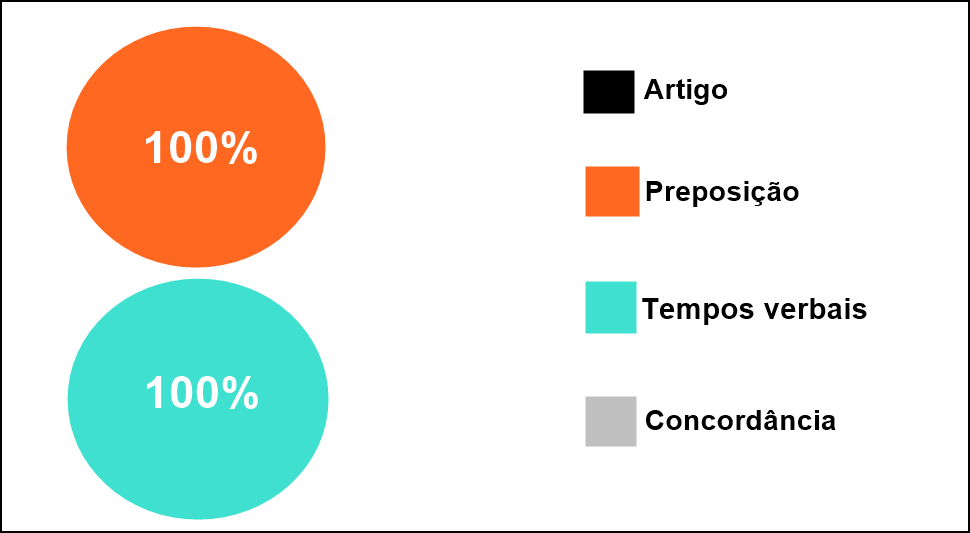 100%
100%
Artigo
Preposição
Tempos verbais
Concordância